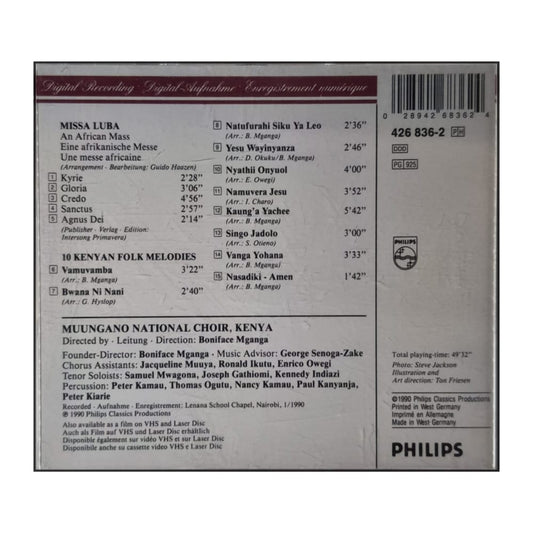 Digital Recording · Digital-Aufnahme · Enregistrement numérique
MISSA LUBA
An African Mass
Eine afrikanische Messe
Une messe africaine
(Arrangement · Bearbeitung: Guido Haazen)
1 Kyrie 2'28"
2 Gloria 3'06"
3 Credo 4'56"
4 Sanctus 2'57"
5 Agnus Dei 2'14"
(Publisher · Verlag · Edition:
Intersong Primavera)
10 KENYAN FOLK MELODIES
6 Vamuvamba 3'22"
(Arr.: B. Mganga)
7 Bwana Ni Nani 2'40"
(Arr.: G. Hyslop)
8 Natufurahi Siku Ya Leo 2'36"
(Arr.: B. Mganga)
9 Yesu Wayinyanza 2'46"
(Arr.: D. Okuku/B. Mganga)
10 Nyathii Onyuol 4'00"
(Arr.: E. Owegi)
11 Namuvera Jesu 3'52"
(Arr.: I. Charo)
12 Kaung'a Yachee 5'42"
(Arr.: B. Mganga)
13 Singo Jadolo 3'00"
(Arr.: S. Otieno)
14 Vanga Yohana 3'33"
(Arr.: B. Mganga)
15 Nasadiki - Amen 1'42"
(Arr.: B. Mganga)
MUUNGANO NATIONAL CHOIR, KENYA
Directed by · Leitung · Direction: Boniface Mganga
Founder-Director: Boniface Mganga · Music Advisor: George Senoga-Zake
Chorus Assistants: Jacqueline Muuya, Ronald Ikutu, Enrico Owegi
Tenor Soloists: Samuel Mwagona, Joseph Gathitu, Kennedy Indiazi
Percussion: Peter Kamau, Thomas Ogutu, Nancy Kamau, Paul Kanyanja,
Peter Kiarie
Recorded · Aufnahme · Enregistrement: Lenana School Chapel, Nairobi, 1/1990
℗ 1990 Philips Classics Productions
Also available as a film on VHS and Laser Disc
Auch als Film auf VHS und Laser Disc erhältlich
Disponible également sur vidéo VHS et sur Laser Disc
Disponibile anche su cassette video VHS e Laser Disc
0 28942 68362 4
426 836-2 PH
DDD
PG 925
PHILIPS
Total playing-time: 49'32"
Photo: Steve Jackson
Illustration and
Art direction: Ton Friesen
©1990 Philips Classics Productions
Printed in West Germany
Imprimé en Allemagne
Made in West Germany
PHILIPS